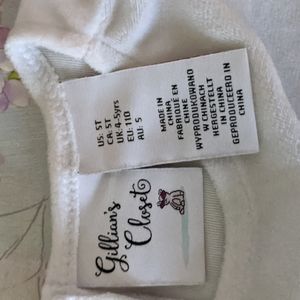 US: 5T
CA: 5T
UK: 4-5yrs
EU: 110
AU: 5
MADE IN
CHINA
FABRIQUÉ EN
CHINE
WYPRODUKOWANO
W CHINACH
HERGESTELLT
IN CHINA
GEPRODUCEERD IN
CHINA
Gillian's
Closet